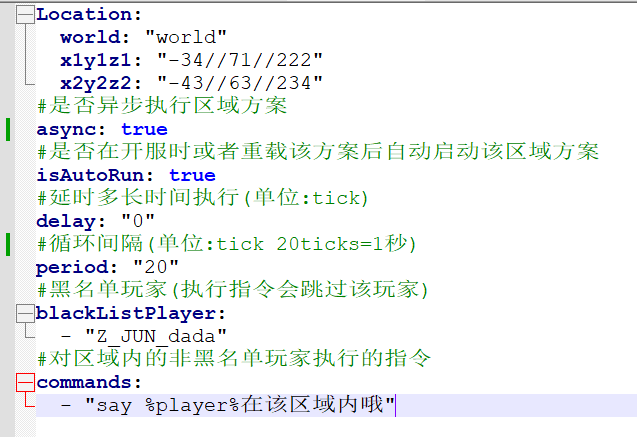 Location:
  world: "world"
  x1y1z1: "-34//71//222"
  x2y2z2: "-43//63//234"
#是否异步执行区域方案
async: true
#是否在开服时或者重载该方案后自动启动该区域方案
isAutoRun: true
#延时多长时间执行(单位:tick)
delay: "0"
#循环间隔(单位:tick 20ticks=1秒)
period: "20"
#黑名单玩家(执行指令会跳过该玩家)
blackListPlayer:
  - "Z_JUN_dada"
#对区域内的非黑名单玩家执行的指令
commands:
  - "say %player%在该区域内哦"